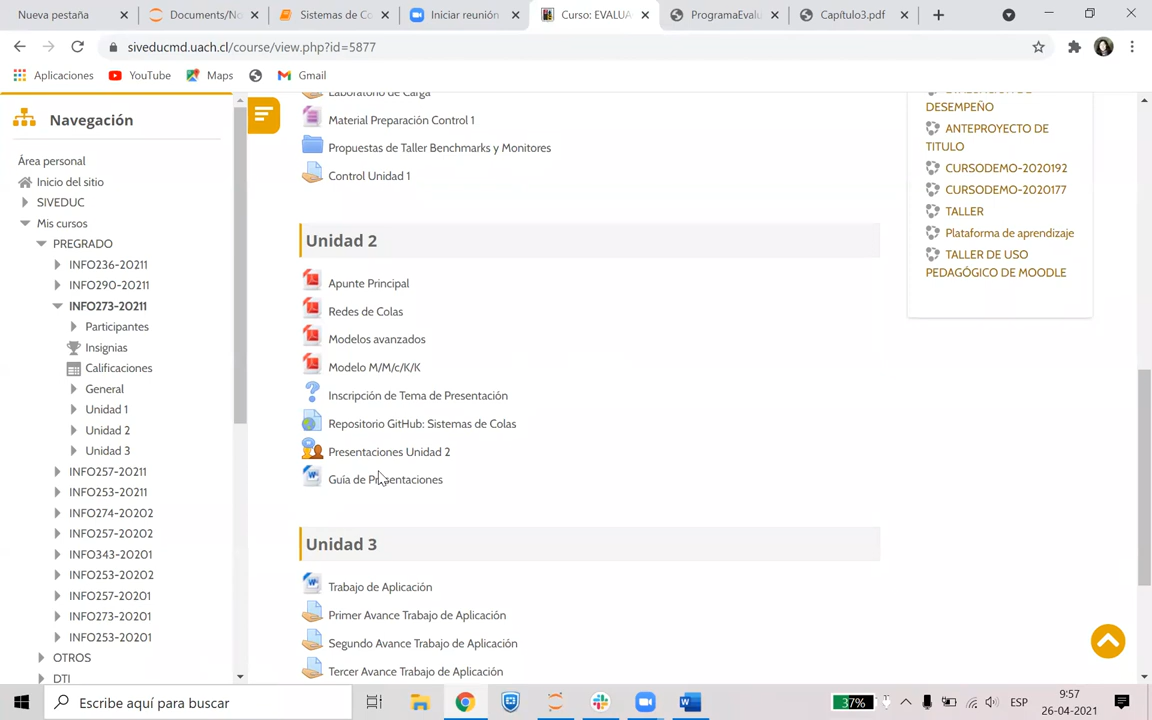 Nueva pestaña
Documents/No
Sistemas de Co
Iniciar reunión
Curso: EVALUA
ProgramaEvalu
Capítulo3.pdf
siveducmd.uach.cl/course/view.php?id=5877
Aplicaciones
YouTube
Maps
Gmail
Navegación
Área personal
Inicio del sitio
SIVEDUC
Mis cursos
PREGRADO
INFO236-20211
INFO290-20211
INFO273-20211
Participantes
Insignias
Calificaciones
General
Unidad 1
Unidad 2
Unidad 3
INFO257-20211
INFO253-20211
INFO274-20202
INFO257-20202
INFO343-20201
INFO253-20202
INFO257-20201
INFO273-20201
INFO253-20201
OTROS
DTI
Laboratorio de Carga
Material Preparación Control 1
Propuestas de Taller Benchmarks y Monitores
Control Unidad 1
Unidad 2
Apunte Principal
Redes de Colas
Modelos avanzados
Modelo M/M/c/K/K
Inscripción de Tema de Presentación
Repositorio GitHub: Sistemas de Colas
Presentaciones Unidad 2
Guía de Presentaciones
Unidad 3
Trabajo de Aplicación
Primer Avance Trabajo de Aplicación
Segundo Avance Trabajo de Aplicación
Tercer Avance Trabajo de Aplicación
DESEMPEÑO
ANTEPROYECTO DE
TITULO
CURSODEMO-2020192
CURSODEMO-2020177
TALLER
Plataforma de aprendizaje
TALLER DE USO
PEDAGÓGICO DE MOODLE
Escribe aquí para buscar
37%
ESP
9:57
26-04-2021